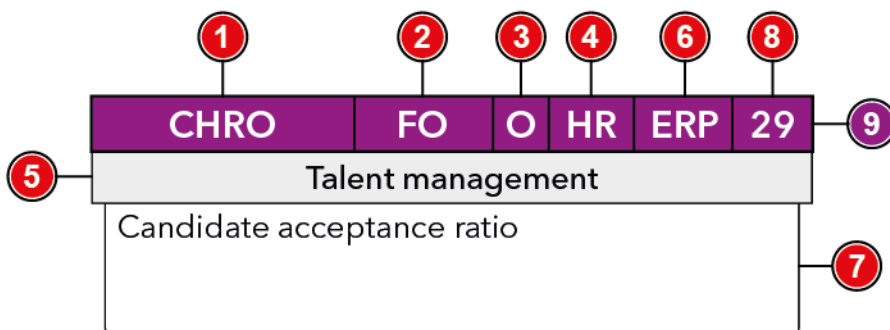 1 2 3 4 6 8
CHRO FO O HR ERP 29 9
5 Talent management
Candidate acceptance ratio
7